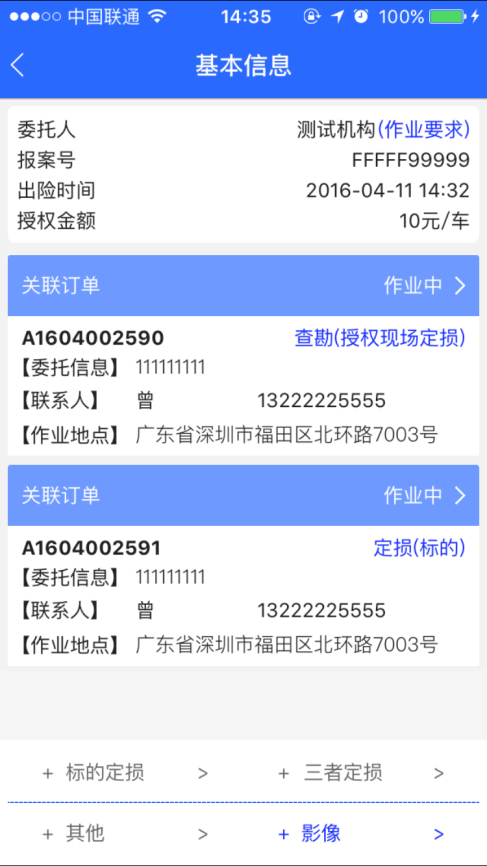 中国联通 14:35 100%
基本信息
委托人 测试机构(作业要求)
报案号 FFFFF99999
出险时间 2016-04-11 14:32
授权金额 10元/车
关联订单 作业中 >
A1604002590 查勘(授权现场定损)
【委托信息】 111111111
【联系人】 曾 13222225555
【作业地点】 广东省深圳市福田区北环路7003号
关联订单 作业中 >
A1604002591 定损(标的)
【委托信息】 111111111
【联系人】 曾 13222225555
【作业地点】 广东省深圳市福田区北环路7003号
+ 标的定损 > + 三者定损 >
+ 其他 > + 影像 >